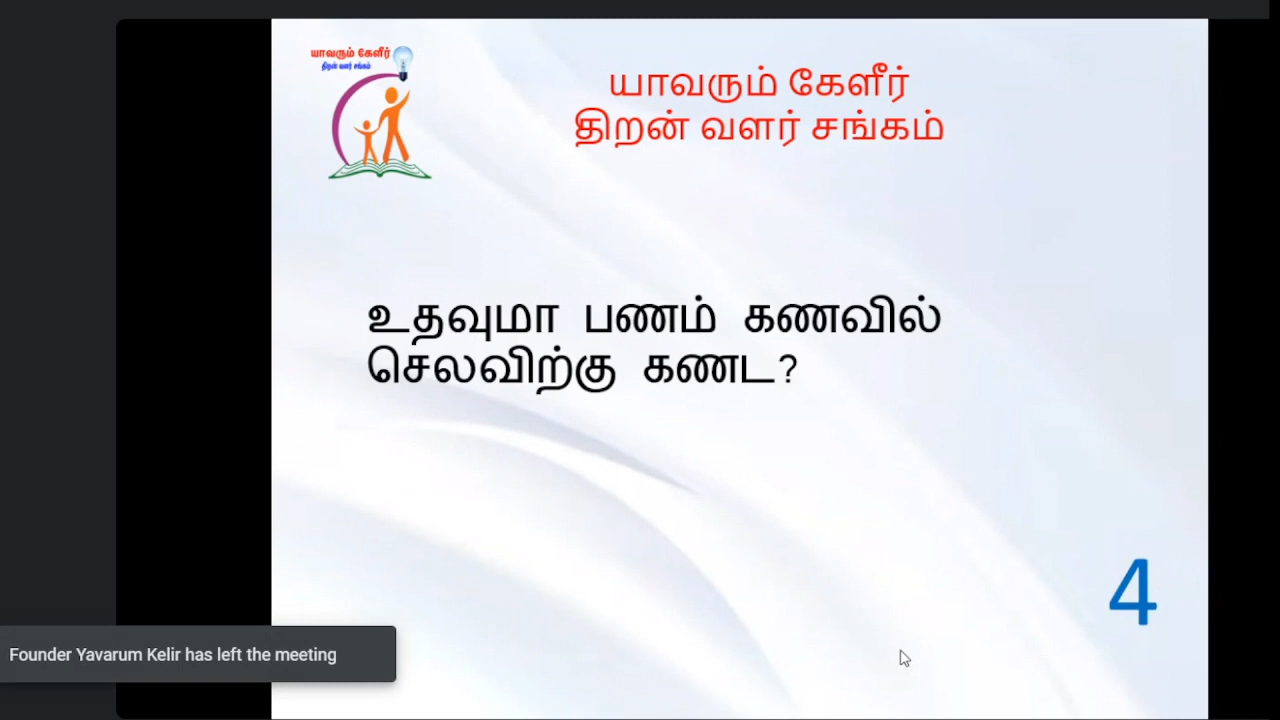 யாவரும் கேளீர்
திறன் வளர் சங்கம்
யாவரும் கேளீர்
திறன் வளர் சங்கம்
உதவுமா பணம் கணவில்
செலவிற்கு கணட?
4
Founder Yavarum Kelir has left the meeting